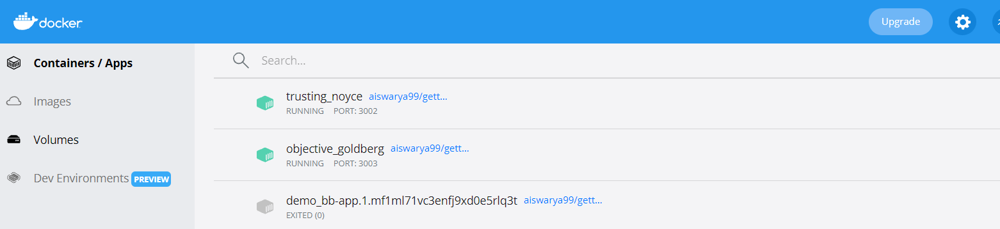 docker
Upgrade
Containers / Apps
Images
Volumes
Dev Environments PREVIEW
Search...
trusting_noyce aiswarya99/gett...
RUNNING PORT: 3002
objective_goldberg aiswarya99/gett...
RUNNING PORT: 3003
demo_bb-app.1.mf1ml71vc3enfj9xd0e5rlq3t aiswarya99/gett...
EXITED (0)